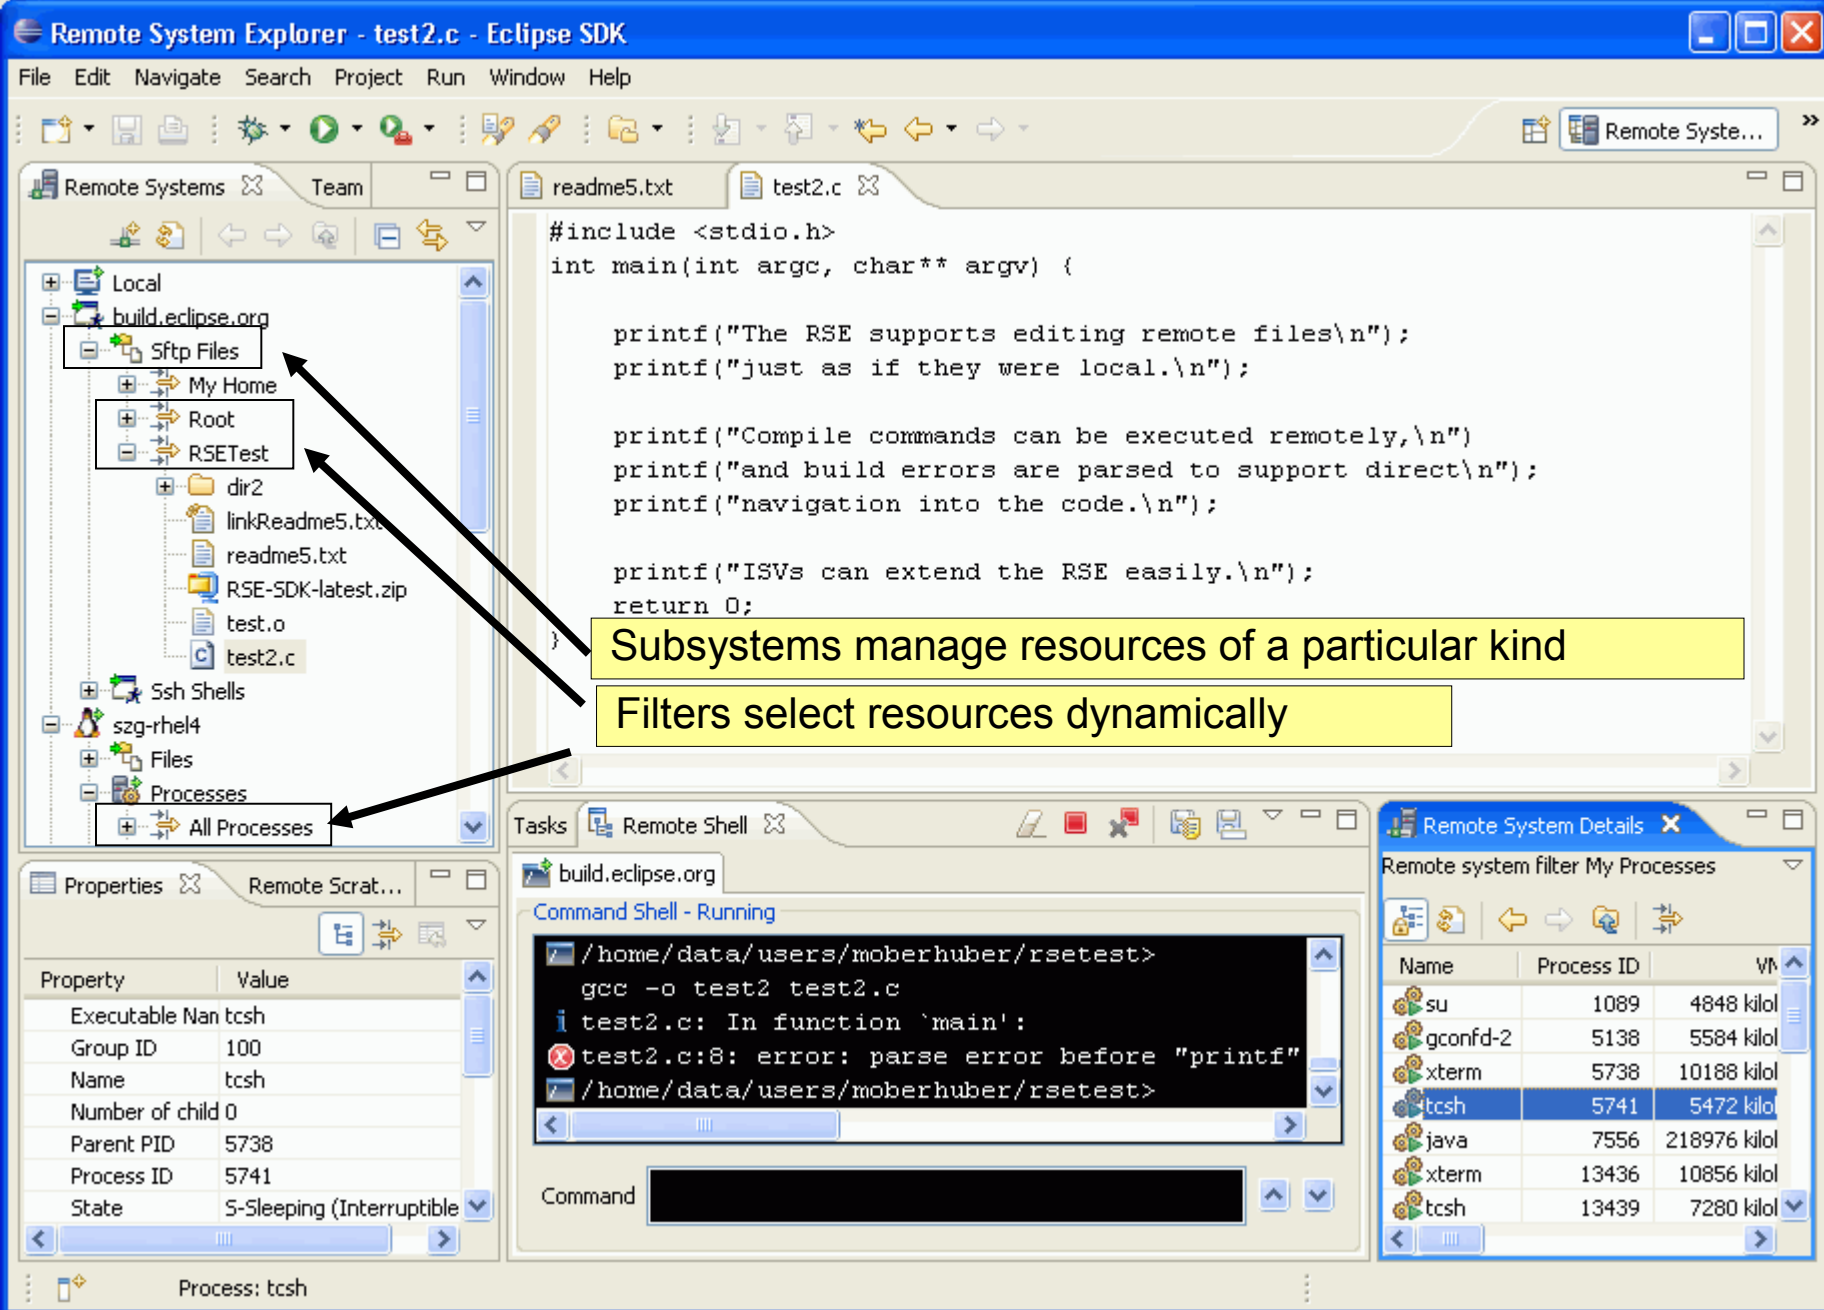 Remote System Explorer - test2.c - Eclipse SDK
File Edit Navigate Search Project Run Window Help
Remote Syste... »
Remote Systems Team
Local
build.eclipse.org
Sftp Files
My Home
Root
RSETest
dir2
linkReadme5.txt
readme5.txt
RSE-SDK-latest.zip
test.o
test2.c
Ssh Shells
szg-rhel4
Files
Processes
All Processes
readme5.txt test2.c
#include <stdio.h>
int main(int argc, char** argv) {
printf("The RSE supports editing remote files\n");
printf("just as if they were local.\n");
printf("Compile commands can be executed remotely,\n")
printf("and build errors are parsed to support direct\n");
printf("navigation into the code.\n");
printf("ISVs can extend the RSE easily.\n");
return 0;
}
Subsystems manage resources of a particular kind
Filters select resources dynamically
Properties Remote Scrat...
Property Value
Executable Nan tcsh
Group ID 100
Name tcsh
Number of child 0
Parent PID 5738
Process ID 5741
State S-Sleeping (Interruptible
Tasks Remote Shell
build.eclipse.org
Command Shell - Running
/home/data/users/moberhuber/rsetest>
gcc -o test2 test2.c
test2.c: In function `main':
test2.c:8: error: parse error before "printf"
/home/data/users/moberhuber/rsetest>
Command
Remote System Details
Remote system filter My Processes
Name Process ID
su 1089 4848 kilol
gconfd-2 5138 5584 kilol
xterm 5738 10188 kilol
tcsh 5741 5472 kilol
java 7556 218976 kilol
xterm 13436 10856 kilol
tcsh 13439 7280 kilol
Process: tcsh